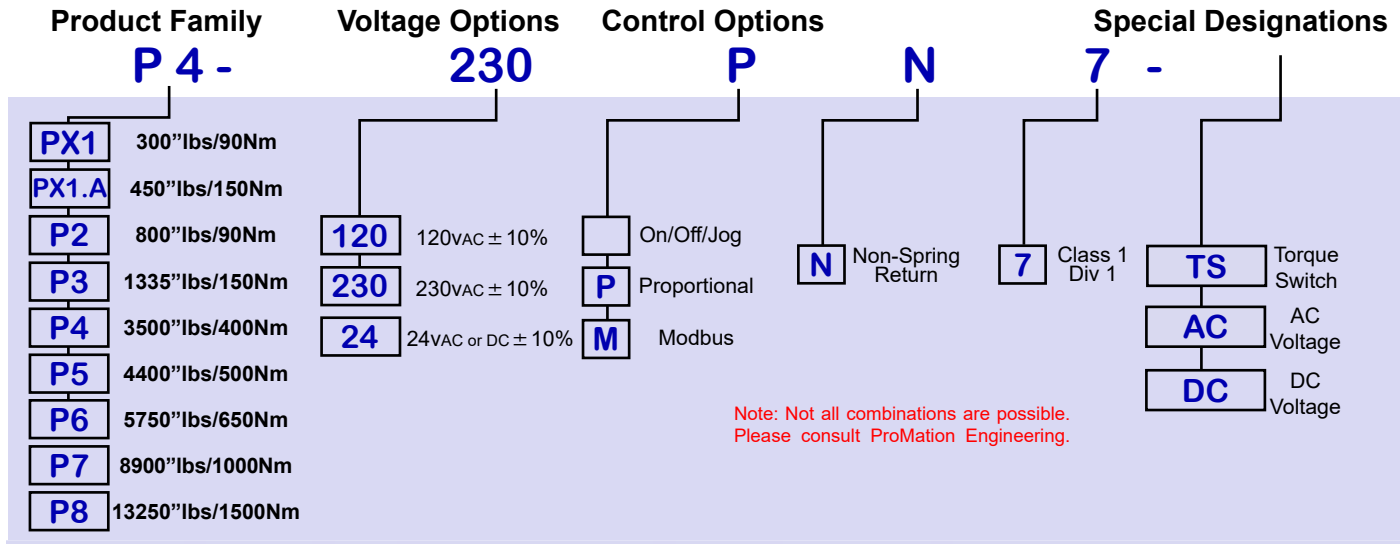 Product Family Voltage Options Control Options Special Designations
P 4 - 230 P N 7 -
PX1 300”lbs/90Nm
PX1.A 450”lbs/150Nm
P2 800”lbs/90Nm
P3 1335”lbs/150Nm
P4 3500”lbs/400Nm
P5 4400”lbs/500Nm
P6 5750”lbs/650Nm
P7 8900”lbs/1000Nm
P8 13250”lbs/1500Nm
120 120VAC ± 10%
230 230VAC ± 10%
24 24VAC or DC ± 10%
On/Off/Jog
P Proportional
M Modbus
N Non-Spring
Return
7 Class 1
Div 1
TS Torque
Switch
AC AC
Voltage
DC DC
Voltage
Note: Not all combinations are possible.
Please consult ProMation Engineering.